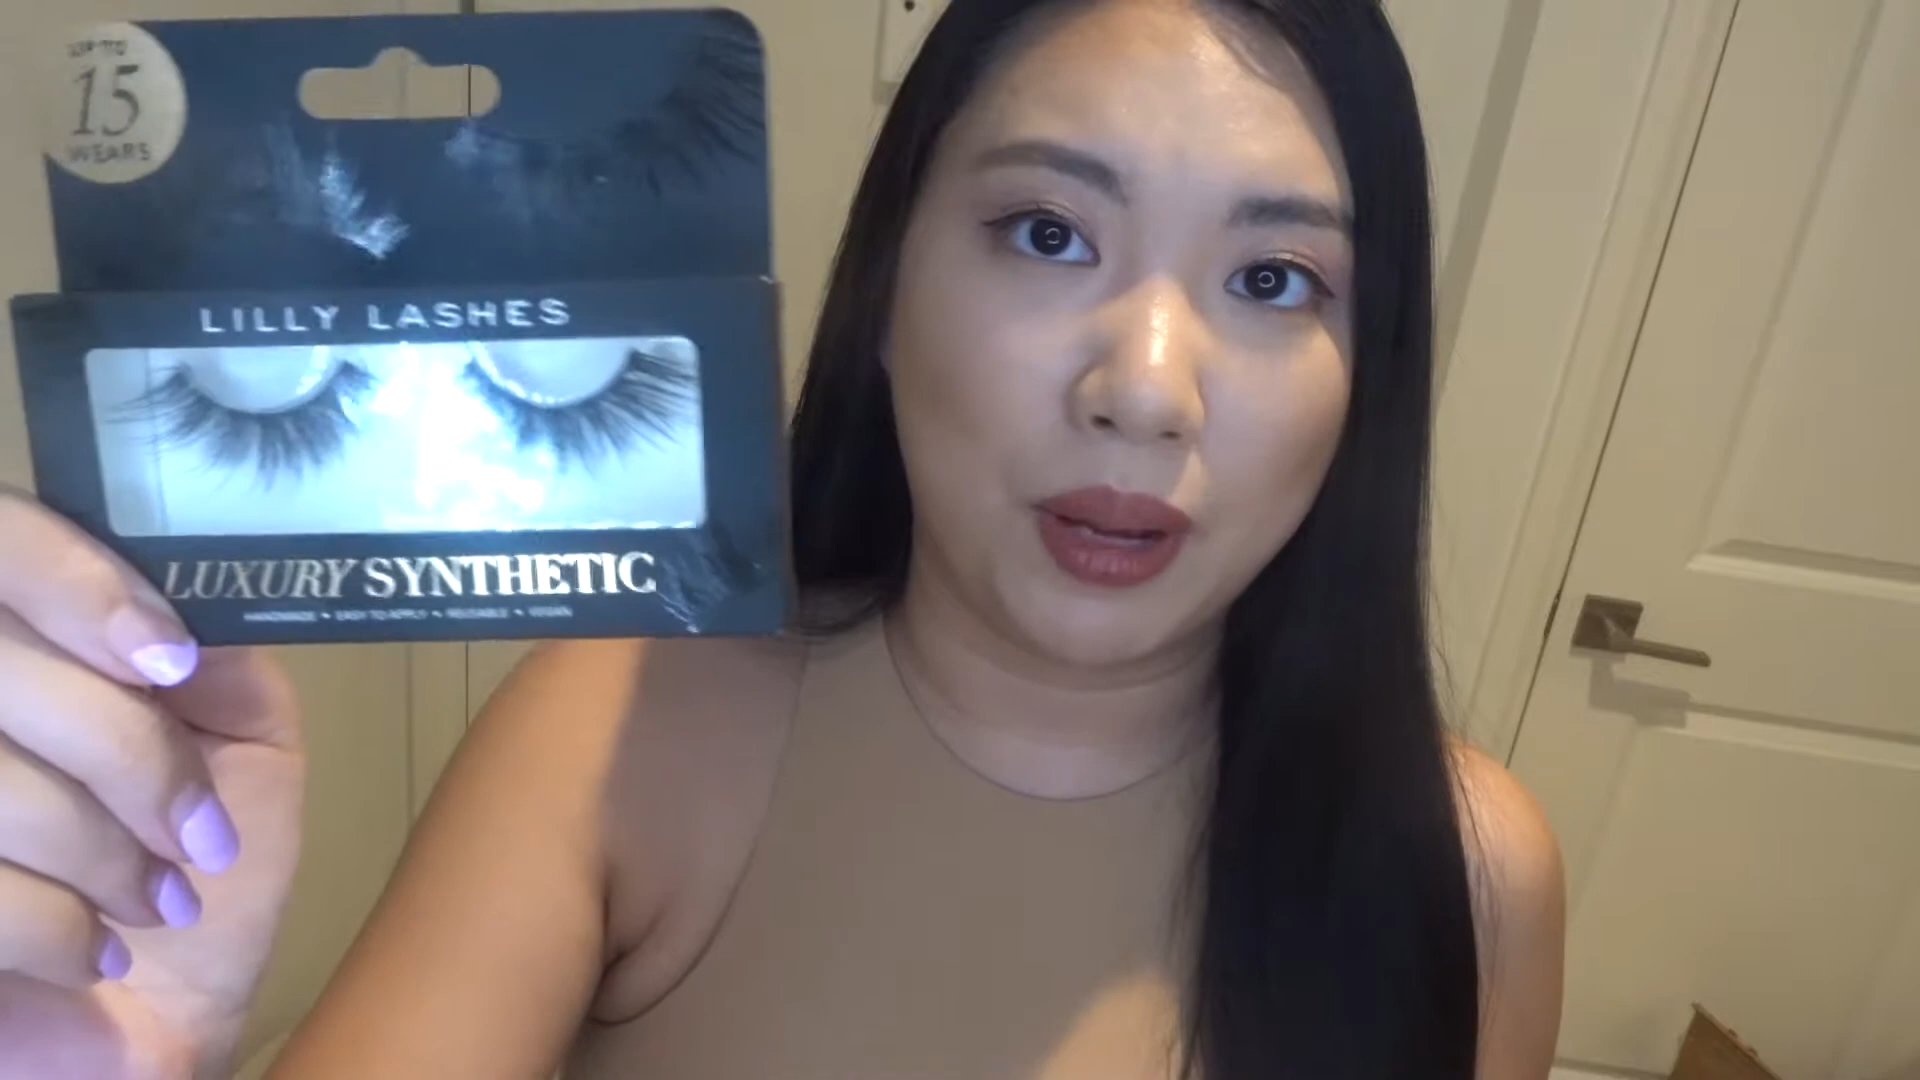 UP TO
15
WEARS
LILLY LASHES
LUXURY SYNTHETIC
HANDMADE • EASY TO APPLY • REUSABLE • VEGAN